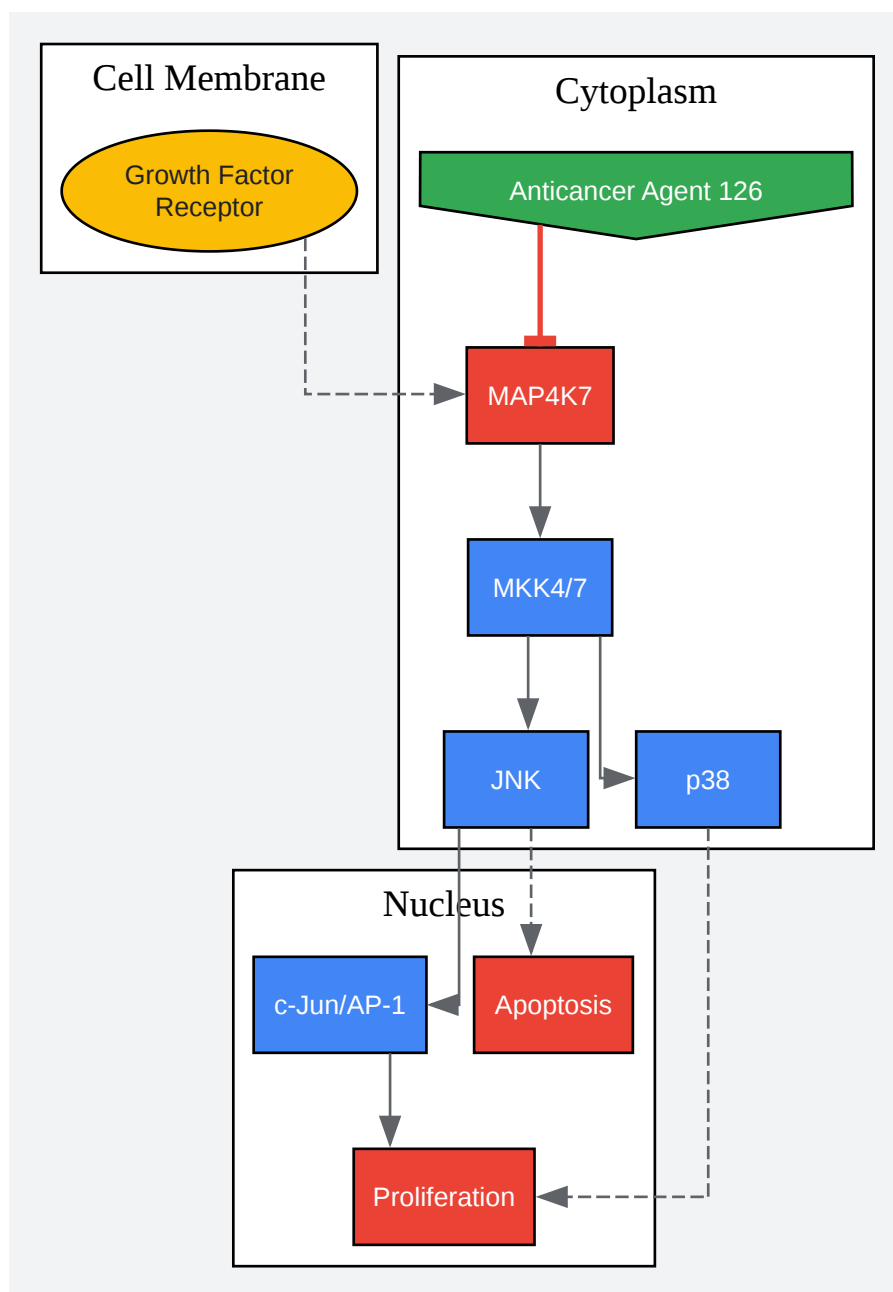 Cell Membrane
Growth Factor
Receptor
Cytoplasm
Anticancer Agent 126
MAP4K7
MKK4/7
JNK
p38
Nucleus
c-Jun/AP-1
Apoptosis
Proliferation